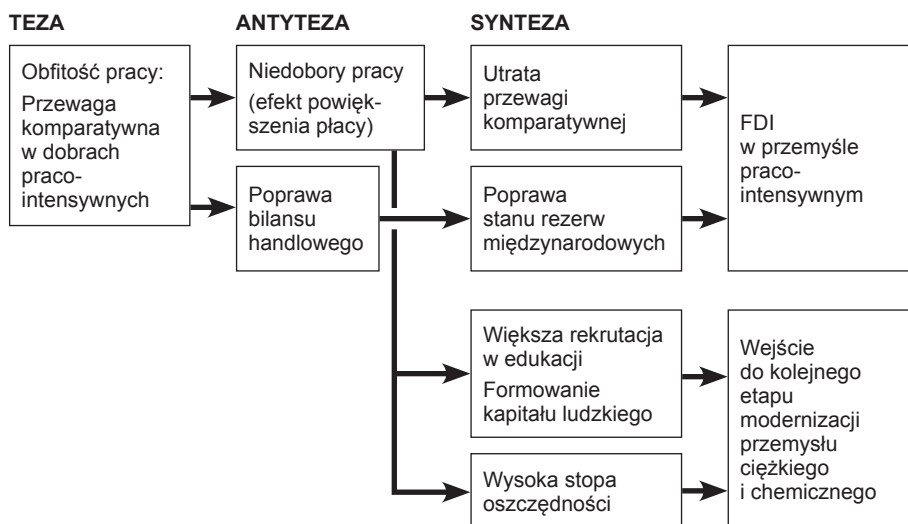 TEZA
ANTYTEZA
SYNTEZA
Obfitość pracy:
Przewaga
komparatywna
w dobrach
praco-
intensywnych
Niedobory pracy
(efekt powięk-
szenia płacy)
Poprawa
bilansu
handlowego
Utrata
przewagi
komparatywnej
Poprawa
stanu rezerw
międzynarodowych
FDI
w przemyśle
praco-
intensywnym
Większa rekrutacja
w edukacji
Formowanie
kapitału ludzkiego
Wysoka stopa
oszczędności
Wejście
do kolejnego
etapu
modernizacji
przemysłu
ciężkiego
i chemicznego